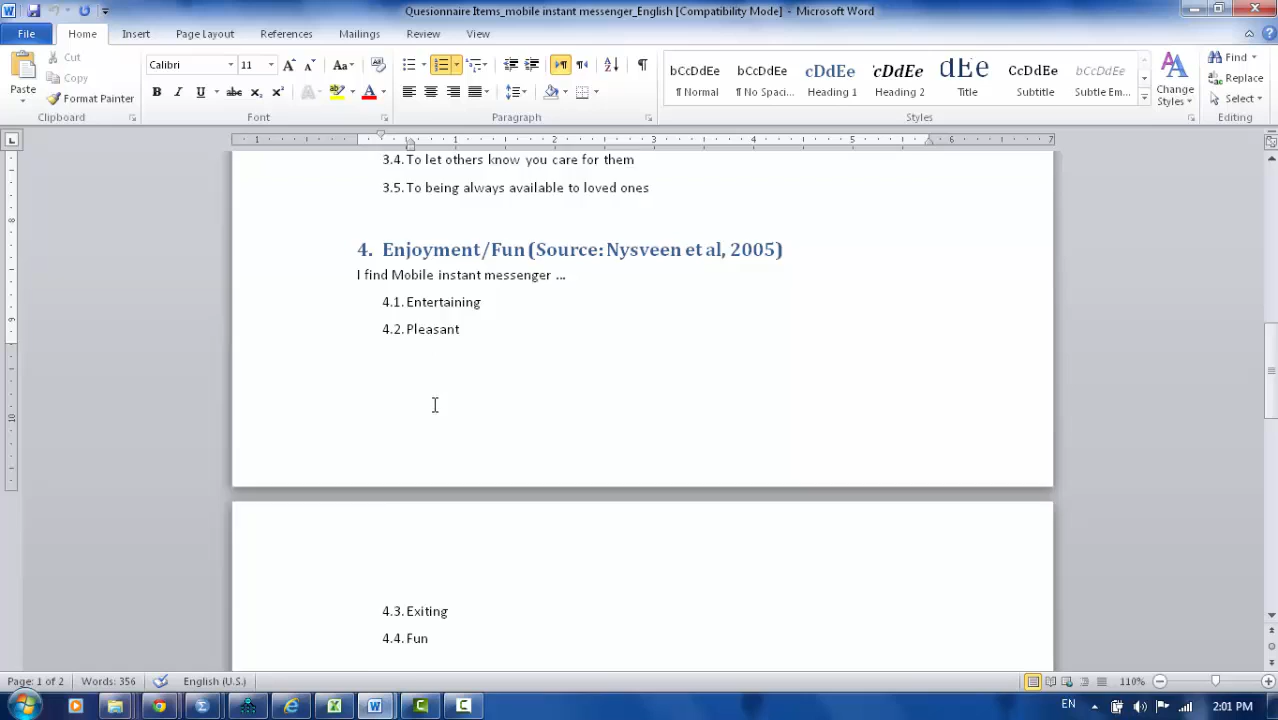 Quesionnaire Items_mobile instant messenger_English [Compatibility Mode] - Microsoft Word
File Home Insert Page Layout References Mailings Review View
Paste
Cut
Copy
Format Painter
Clipboard
Calibri 11
Font
Paragraph
bCcDdEe bCcDdEe cDdEe cDdEe dEe CcDdEe bCcDdEe
¶ Normal ¶ No Spaci... Heading 1 Heading 2 Title Subtitle Subtle Em...
Change Styles
Styles
Find
Replace
Select
Editing
3.4. To let others know you care for them
3.5. To being always available to loved ones
4. Enjoyment/Fun (Source: Nysveen et al, 2005)
I find Mobile instant messenger ...
4.1. Entertaining
4.2. Pleasant
4.3. Exiting
4.4. Fun
Page: 1 of 2 Words: 356 English (U.S.) 110%
EN 2:01 PM